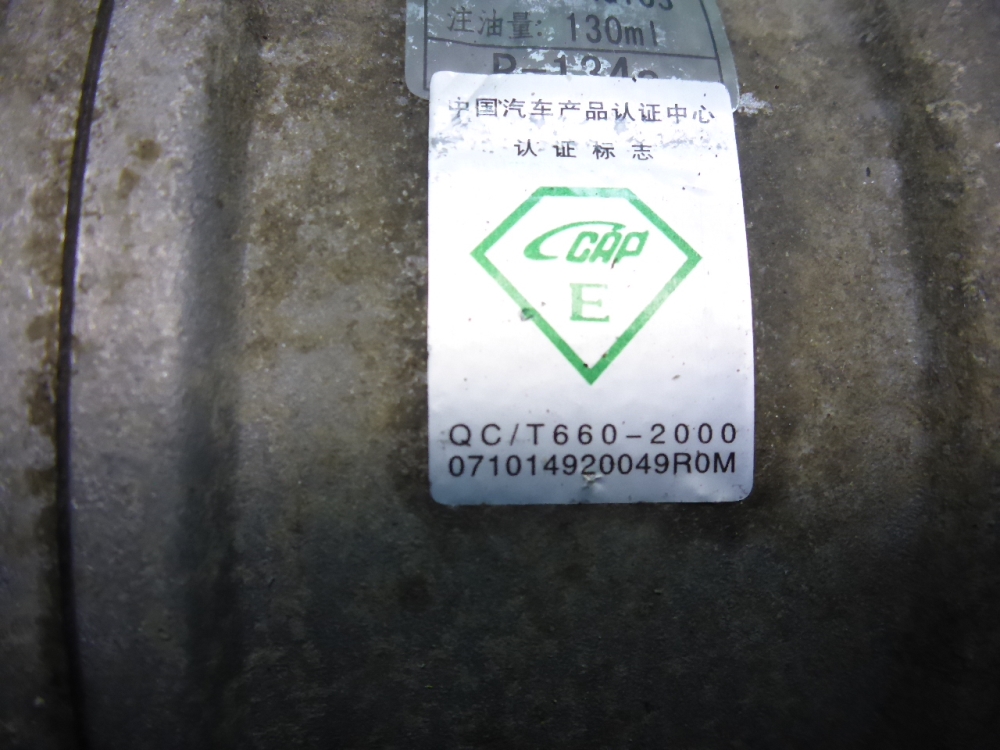 注油量: 130ml
R-134a
中国汽车产品认证中心
认证标志
CCAP
E
QC/T660-2000
071014920049R0M